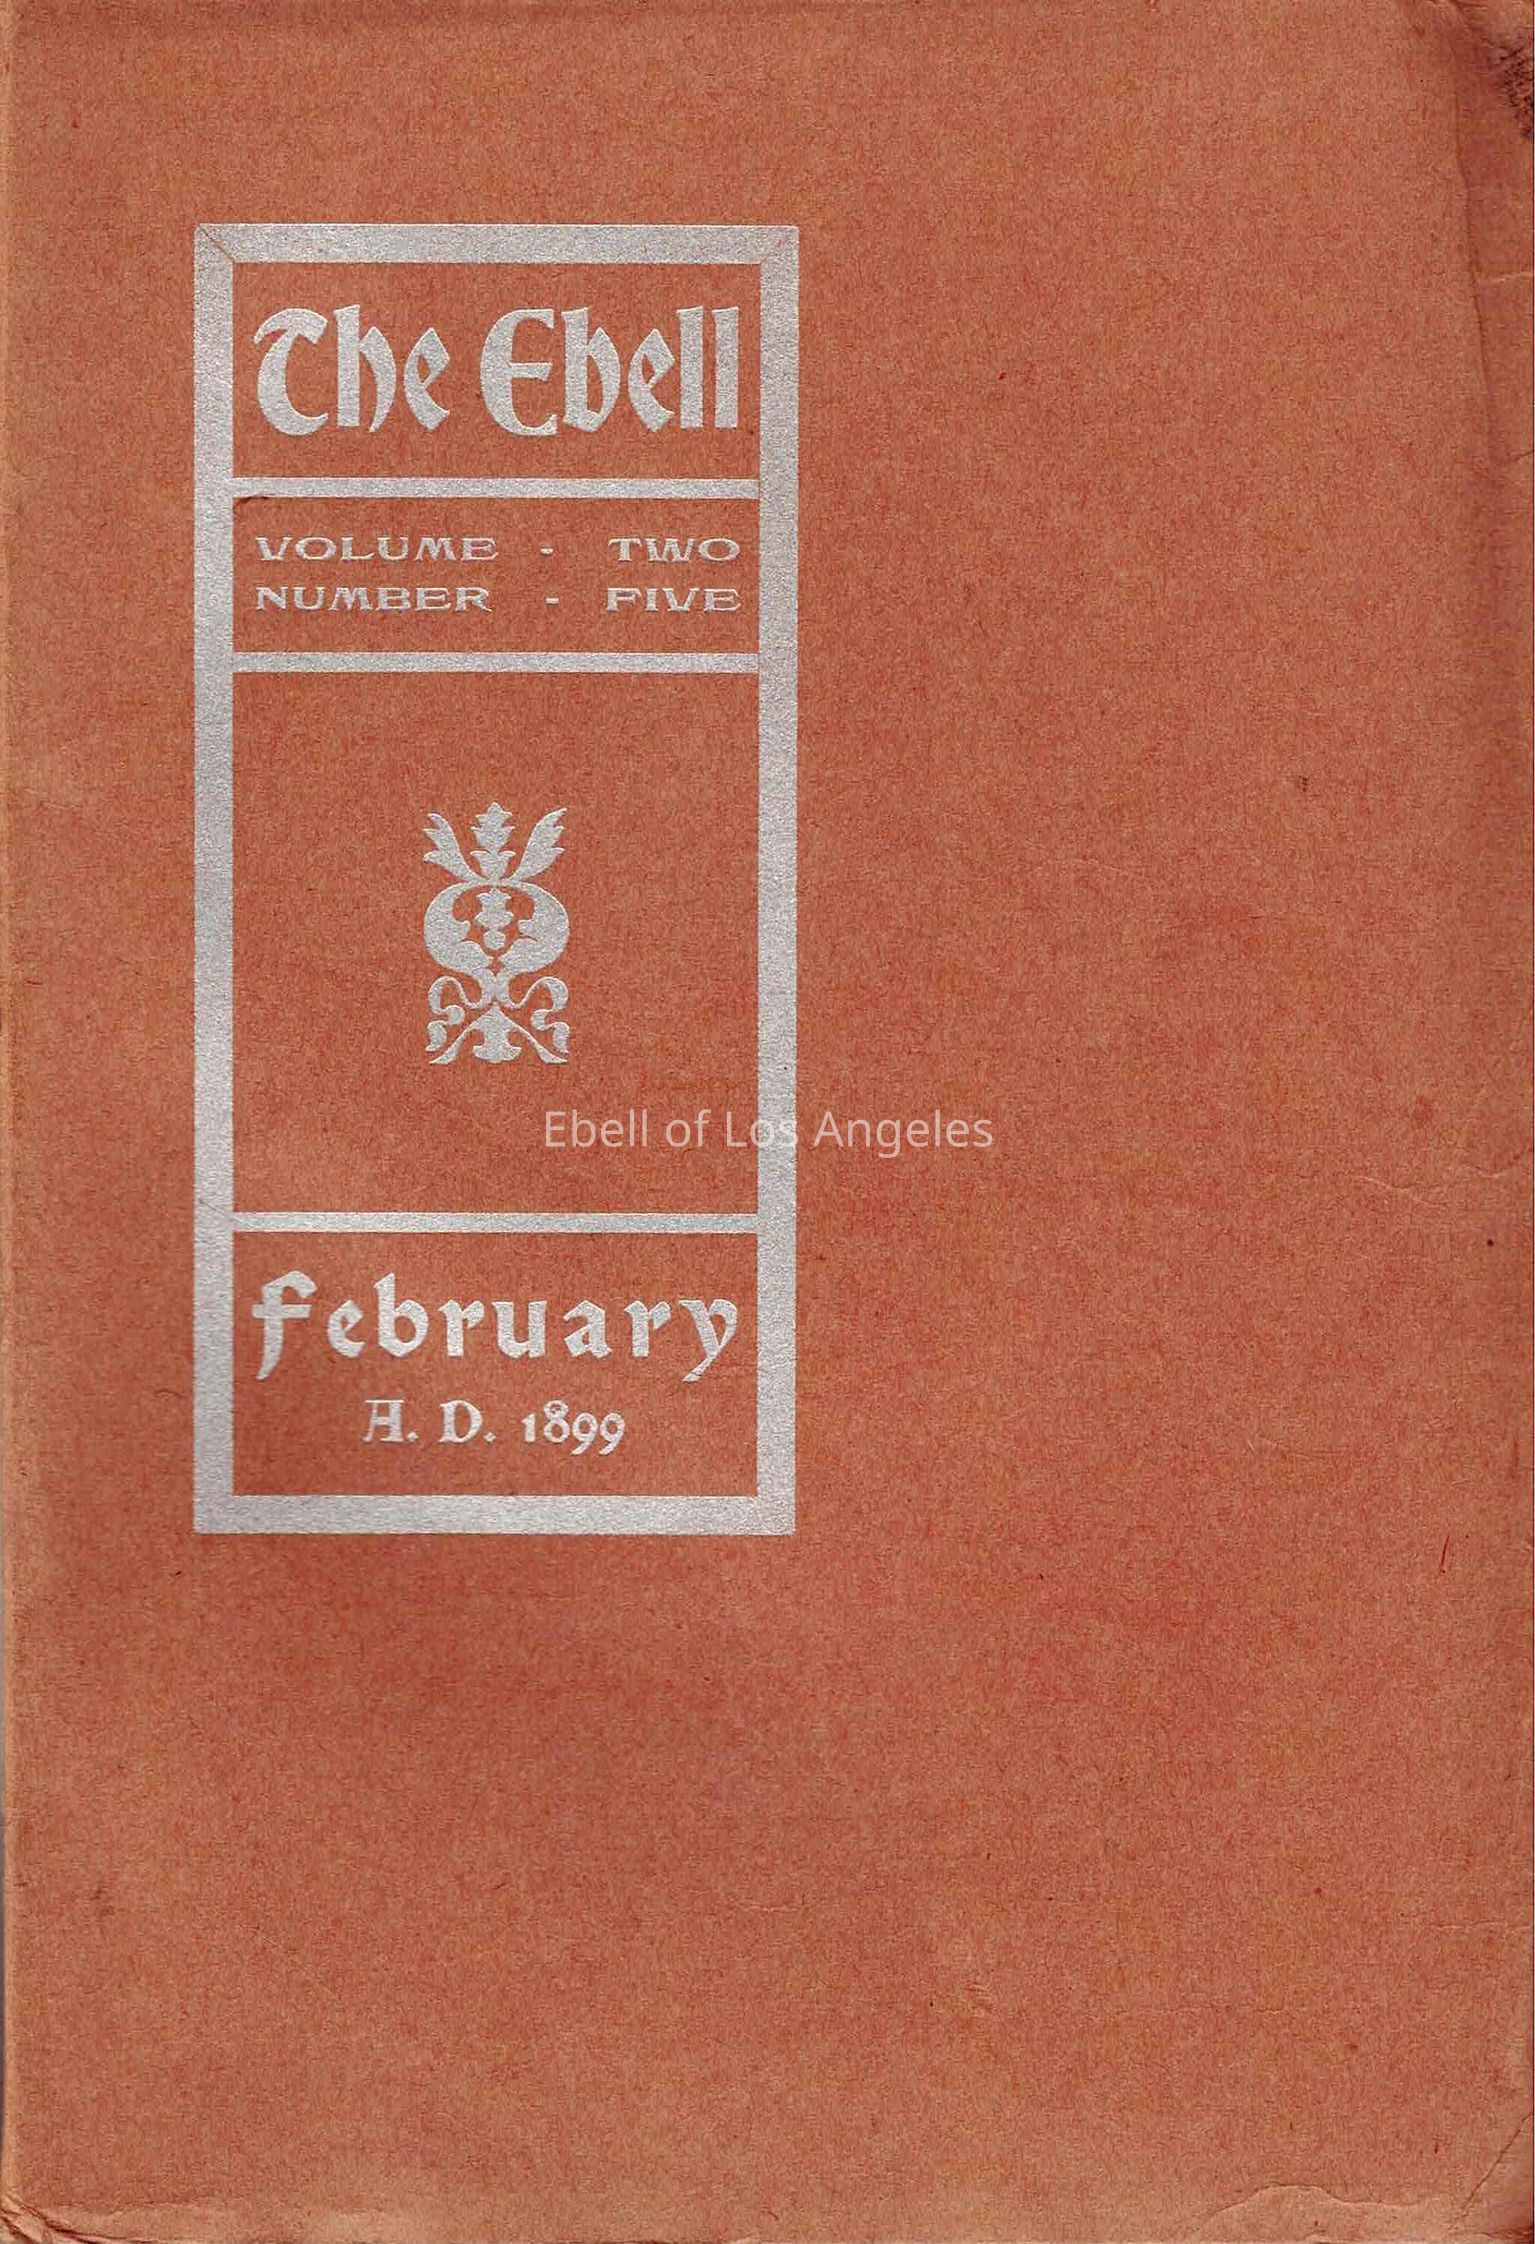 The Ebell
VOLUME - TWO
NUMBER - FIVE
Ebell of Los Angeles
February
A. D. 1899